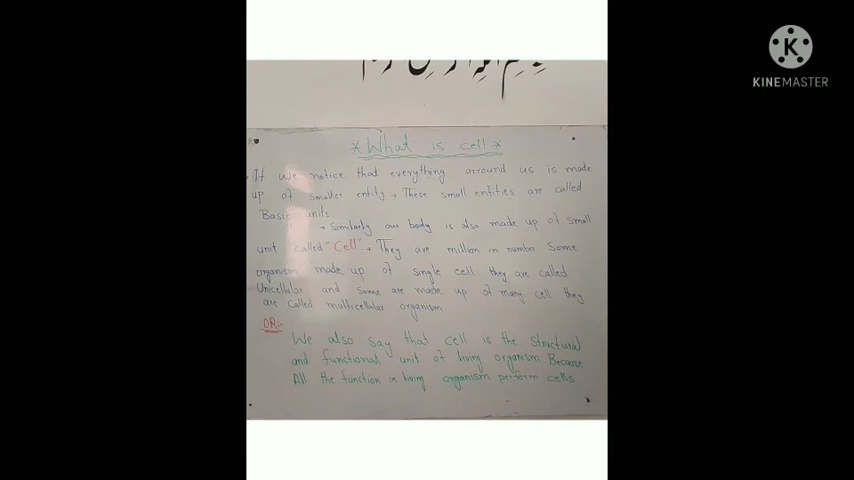 KINEMASTER
*What is cell*
If we notice that everything arround us is made
up of smaller entity → These small entities are called
Basic units.
→ Similarly our body is also made up of small
unit called "Cell" → They are million in number Some
organism made up of single cell they are called
Unicellular and some are made up of many cell they
are called multicellular organism
OR:-
We also say that cell is the structural
and functional unit of living organism Because
All the function in living organism perform cells